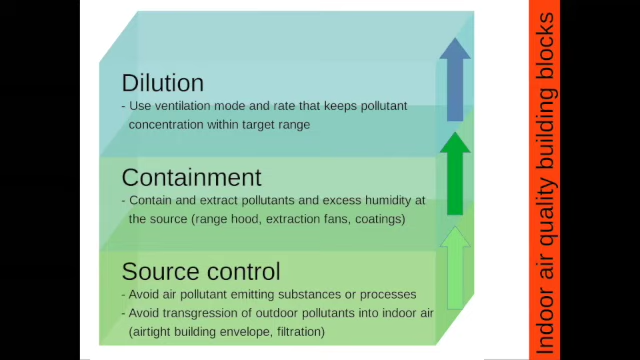 Dilution
- Use ventilation mode and rate that keeps pollutant
concentration within target range
Containment
- Contain and extract pollutants and excess humidity at
the source (range hood, extraction fans, coatings)
Source control
- Avoid air pollutant emitting substances or processes
- Avoid transgression of outdoor pollutants into indoor air
(airtight building envelope, filtration)
Indoor air quality building blocks